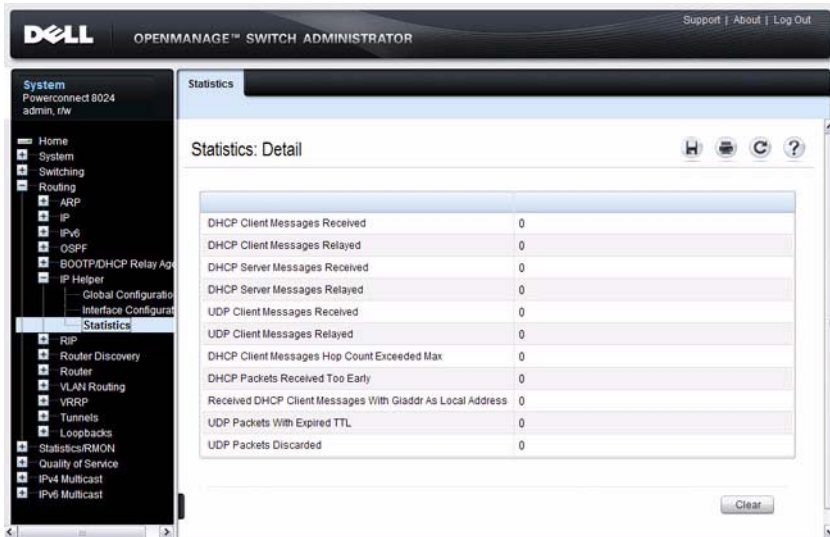 Support | About | Log Out
DELL
OPENMANAGE™ SWITCH ADMINISTRATOR
System
Powerconnect 8024
admin, r/w
Home
System
Switching
Routing
ARP
IP
IPv6
OSPF
BOOTP/DHCP Relay Age
IP Helper
Global Configuratio
Interface Configurat
Statistics
RIP
Router Discovery
Router
VLAN Routing
VRRP
Tunnels
Loopbacks
Statistics/RMON
Quality of Service
IPv4 Multicast
IPv6 Multicast
Statistics
Statistics: Detail
DHCP Client Messages Received 0
DHCP Client Messages Relayed 0
DHCP Server Messages Received 0
DHCP Server Messages Relayed 0
UDP Client Messages Received 0
UDP Client Messages Relayed 0
DHCP Client Messages Hop Count Exceeded Max 0
DHCP Packets Received Too Early 0
Received DHCP Client Messages With Giaddr As Local Address 0
UDP Packets With Expired TTL 0
UDP Packets Discarded 0
Clear